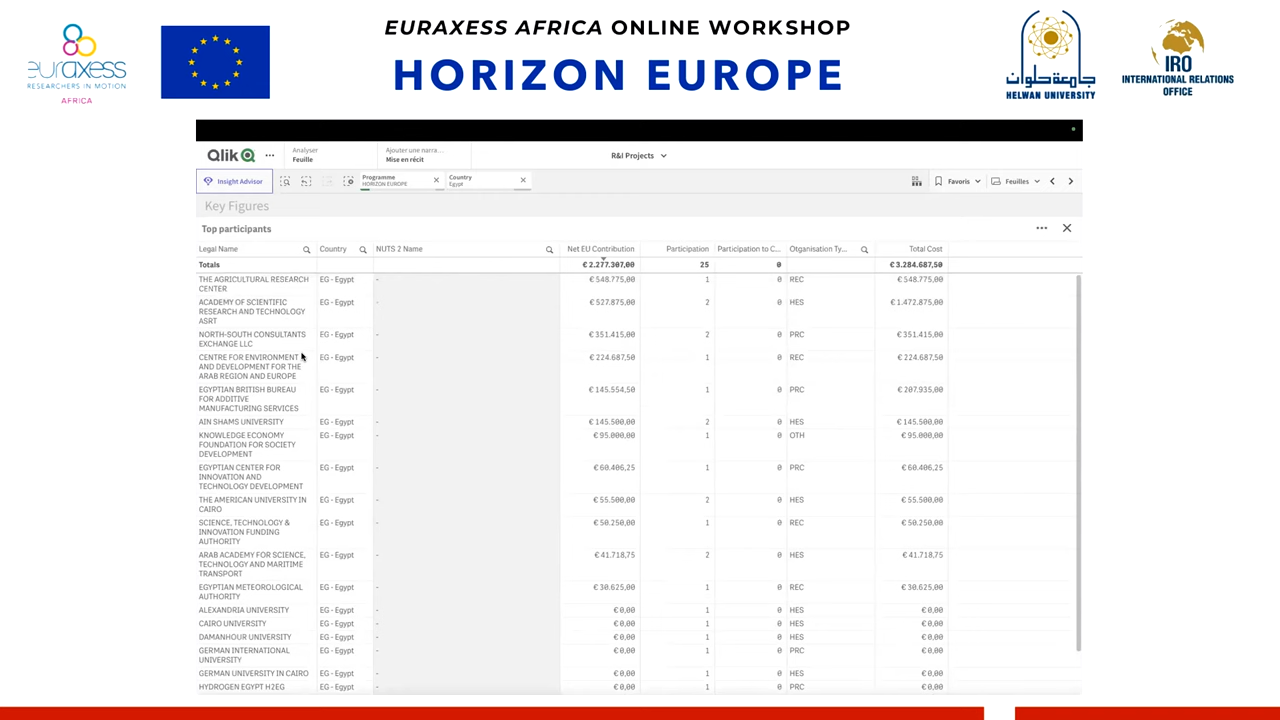 EURAXESS AFRICA ONLINE WORKSHOP
HORIZON EUROPE
euraxess
RESEARCHERS IN MOTION
AFRICA
جامعة حلوان
HELWAN UNIVERSITY
IRO
INTERNATIONAL RELATIONS
OFFICE
Qlik
Analyser
Feuille
Ajouter une narra...
Mise en récit
R&I Projects
Insight Advisor
Programme
HORIZON EUROPE
Country
Egypt
Favoris
Feuilles
Key Figures
Top participants
Legal Name Country NUTS 2 Name Net EU Contribution Participation Participation to C... Organisation Ty... Total Cost
Totals € 2.277.307,00 25 0 € 3.284.687,50
THE AGRICULTURAL RESEARCH EG - Egypt - € 548.775,00 1 0 REC € 548.775,00
CENTER
ACADEMY OF SCIENTIFIC EG - Egypt - € 527.875,00 2 0 HES € 1.472.875,00
RESEARCH AND TECHNOLOGY
ASRT
NORTH-SOUTH CONSULTANTS EG - Egypt - € 351.415,00 2 0 PRC € 351.415,00
EXCHANGE LLC
CENTRE FOR ENVIRONMENT EG - Egypt - € 224.687,50 1 0 REC € 224.687,50
AND DEVELOPMENT FOR THE
ARAB REGION AND EUROPE
EGYPTIAN BRITISH BUREAU EG - Egypt - € 145.554,50 1 0 PRC € 207.935,00
FOR ADDITIVE
MANUFACTURING SERVICES
AIN SHAMS UNIVERSITY EG - Egypt - € 145.500,00 2 0 HES € 145.500,00
KNOWLEDGE ECONOMY EG - Egypt - € 95.000,00 1 0 OTH € 95.000,00
FOUNDATION FOR SOCIETY
DEVELOPMENT
EGYPTIAN CENTER FOR EG - Egypt - € 60.406,25 1 0 PRC € 60.406,25
INNOVATION AND
TECHNOLOGY DEVELOPMENT
THE AMERICAN UNIVERSITY IN EG - Egypt - € 55.500,00 2 0 HES € 55.500,00
CAIRO
SCIENCE, TECHNOLOGY & EG - Egypt - € 50.250,00 1 0 REC € 50.250,00
INNOVATION FUNDING
AUTHORITY
ARAB ACADEMY FOR SCIENCE, EG - Egypt - € 41.718,75 2 0 HES € 41.718,75
TECHNOLOGY AND MARITIME
TRANSPORT
EGYPTIAN METEOROLOGICAL EG - Egypt - € 30.625,00 1 0 REC € 30.625,00
AUTHORITY
ALEXANDRIA UNIVERSITY EG - Egypt - € 0,00 1 0 HES € 0,00
CAIRO UNIVERSITY EG - Egypt - € 0,00 1 0 HES € 0,00
DAMANHOUR UNIVERSITY EG - Egypt - € 0,00 1 0 HES € 0,00
GERMAN INTERNATIONAL EG - Egypt - € 0,00 1 0 PRC € 0,00
UNIVERSITY
GERMAN UNIVERSITY IN CAIRO EG - Egypt - € 0,00 1 0 HES € 0,00
HYDROGEN EGYPT H2EG EG - Egypt - € 0,00 1 0 PRC € 0,00